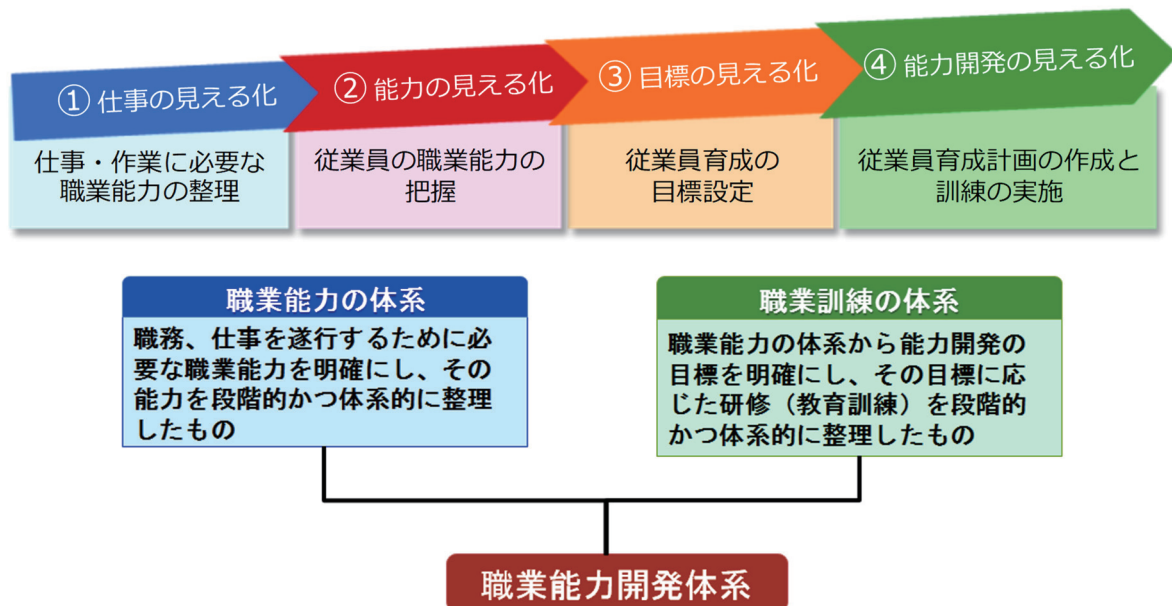 ① 仕事の見える化
② 能力の見える化
③ 目標の見える化
④ 能力開発の見える化
仕事・作業に必要な
職業能力の整理
従業員の職業能力の
把握
従業員育成の
目標設定
従業員育成計画の作成と
訓練の実施
職業能力の体系
職務、仕事を遂行するために必
要な職業能力を明確にし、その
能力を段階的かつ体系的に整理
したもの
職業訓練の体系
職業能力の体系から能力開発の
目標を明確にし、その目標に応
じた研修（教育訓練）を段階的
かつ体系的に整理したもの
職業能力開発体系